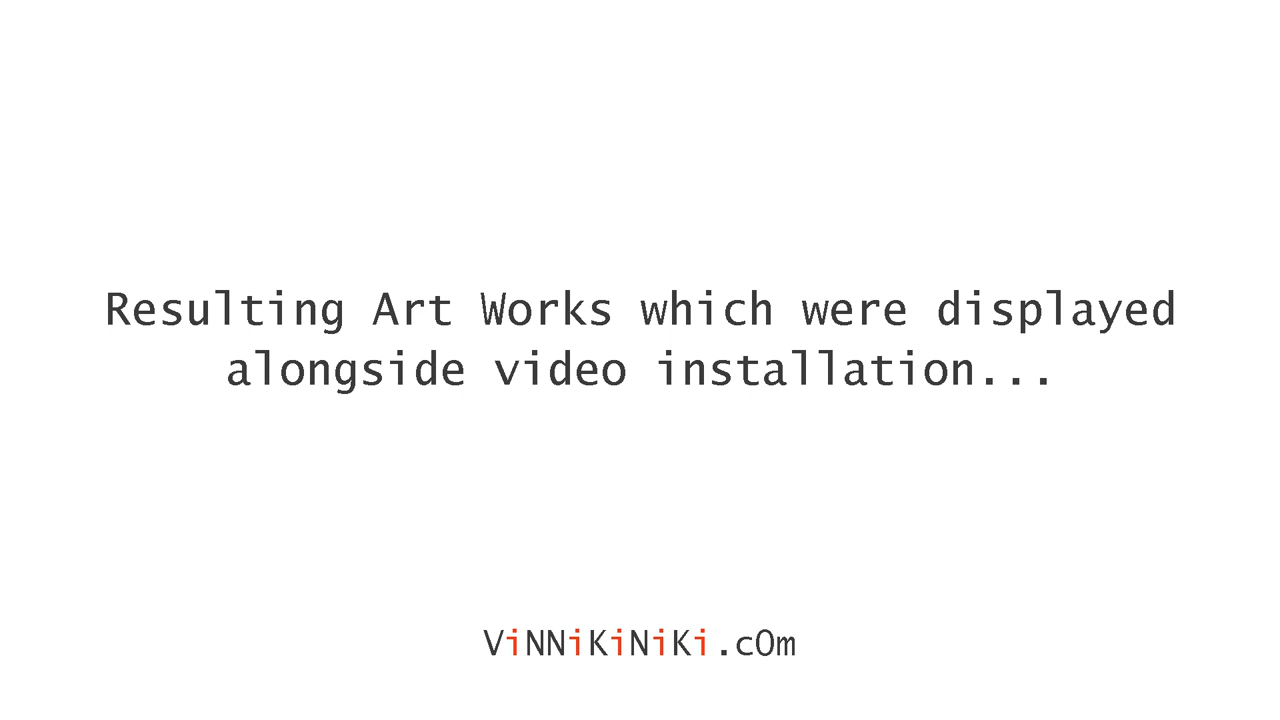 Resulting Art Works which were displayed
alongside video installation...
ViNNiKiNiKi.cOm